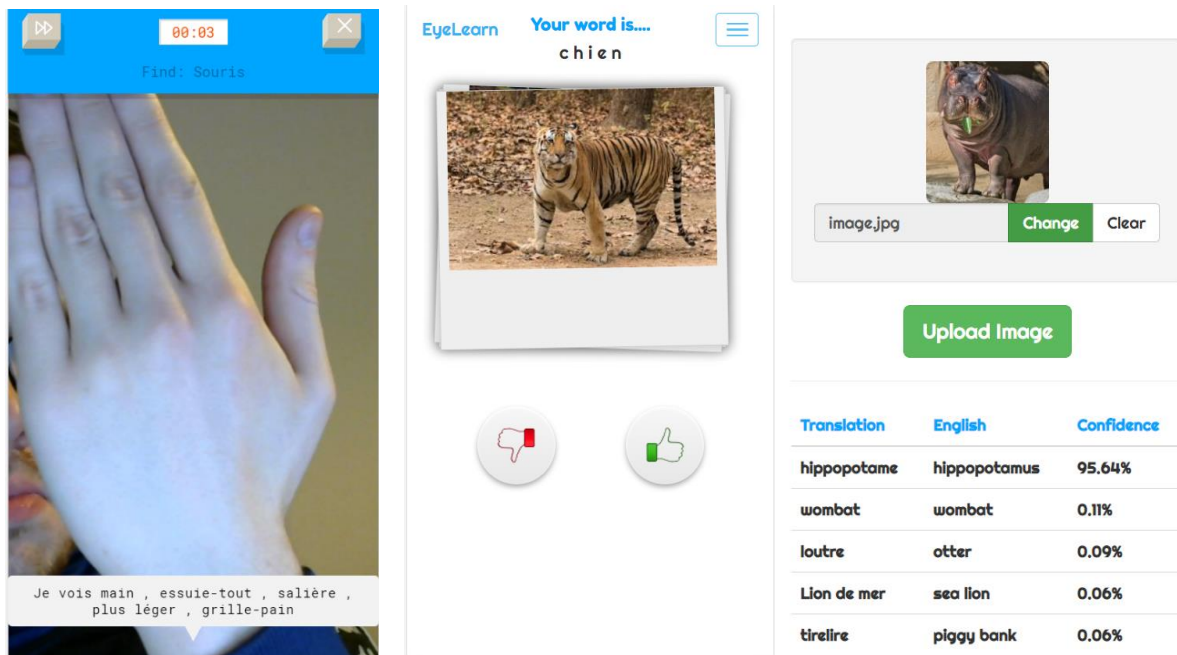 00:03
Find: Souris
Je vois main , essuie-tout , salière ,
plus léger , grille-pain
EyeLearn
Your word is....
chien
image.jpg
Change
Clear
Upload Image
Translation English Confidence
hippopotame hippopotamus 95.64%
wombat wombat 0.11%
loutre otter 0.09%
Lion de mer sea lion 0.06%
tirelire piggy bank 0.06%